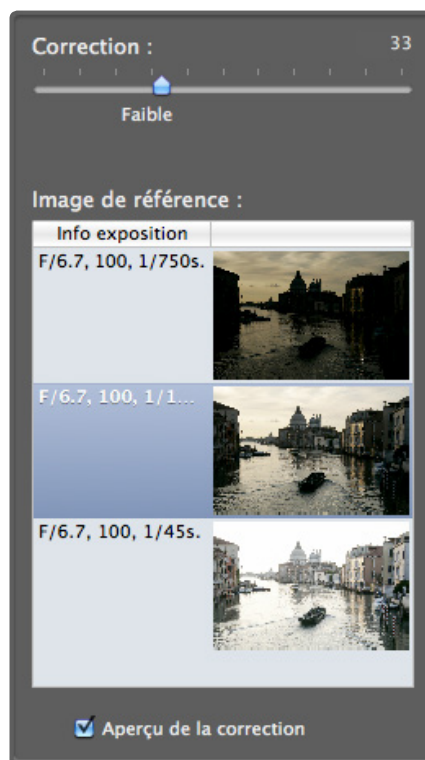 Correction :
33
Faible
Image de référence :
Info exposition
F/6.7, 100, 1/750s.
F/6.7, 100, 1/1...
F/6.7, 100, 1/45s.
Aperçu de la correction